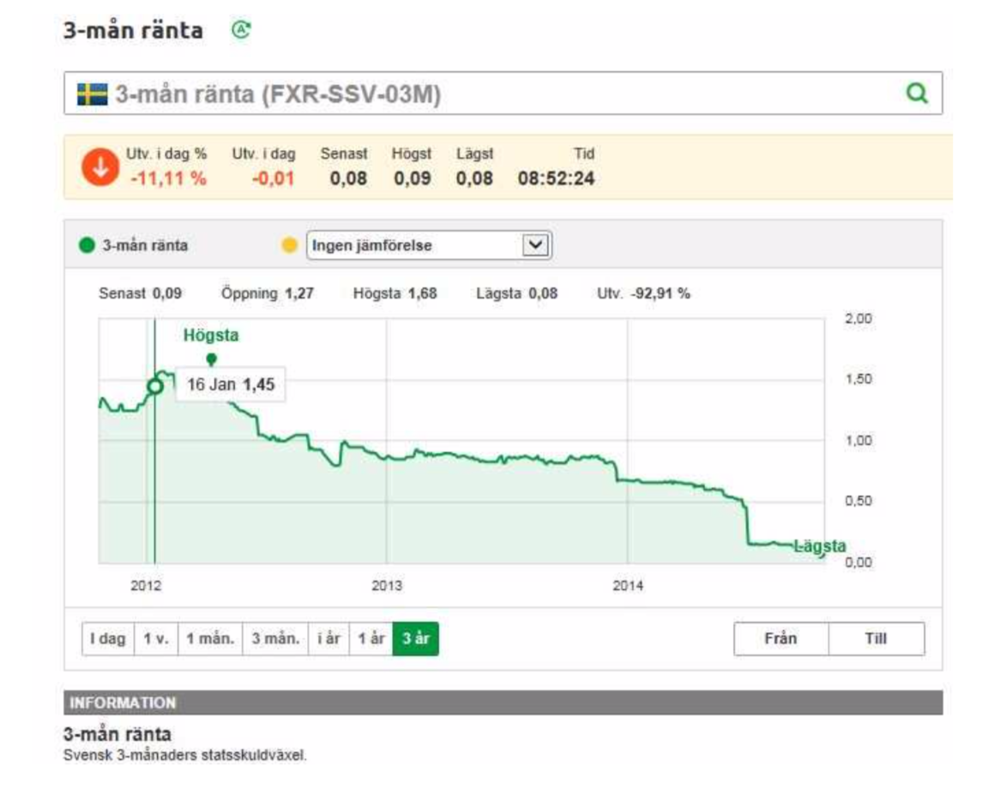 3-mån ränta
3-mån ränta (FXR-SSV-03M)
Utv. i dag % Utv. i dag Senast Högst Lägst Tid
-11,11 % -0,01 0,08 0,09 0,08 08:52:24
3-mån ränta Ingen jämförelse
Senast 0,09 Öppning 1,27 Högsta 1,68 Lägsta 0,08 Utv. -92,91 %
2,00
Högsta
1,50
16 Jan 1,45
1,00
0,50
Lägsta
0,00
2012 2013 2014
I dag 1 v. 1 mån. 3 mån. i år 1 år 3 år Från Till
INFORMATION
3-mån ränta
Svensk 3-månaders statsskuldväxel.